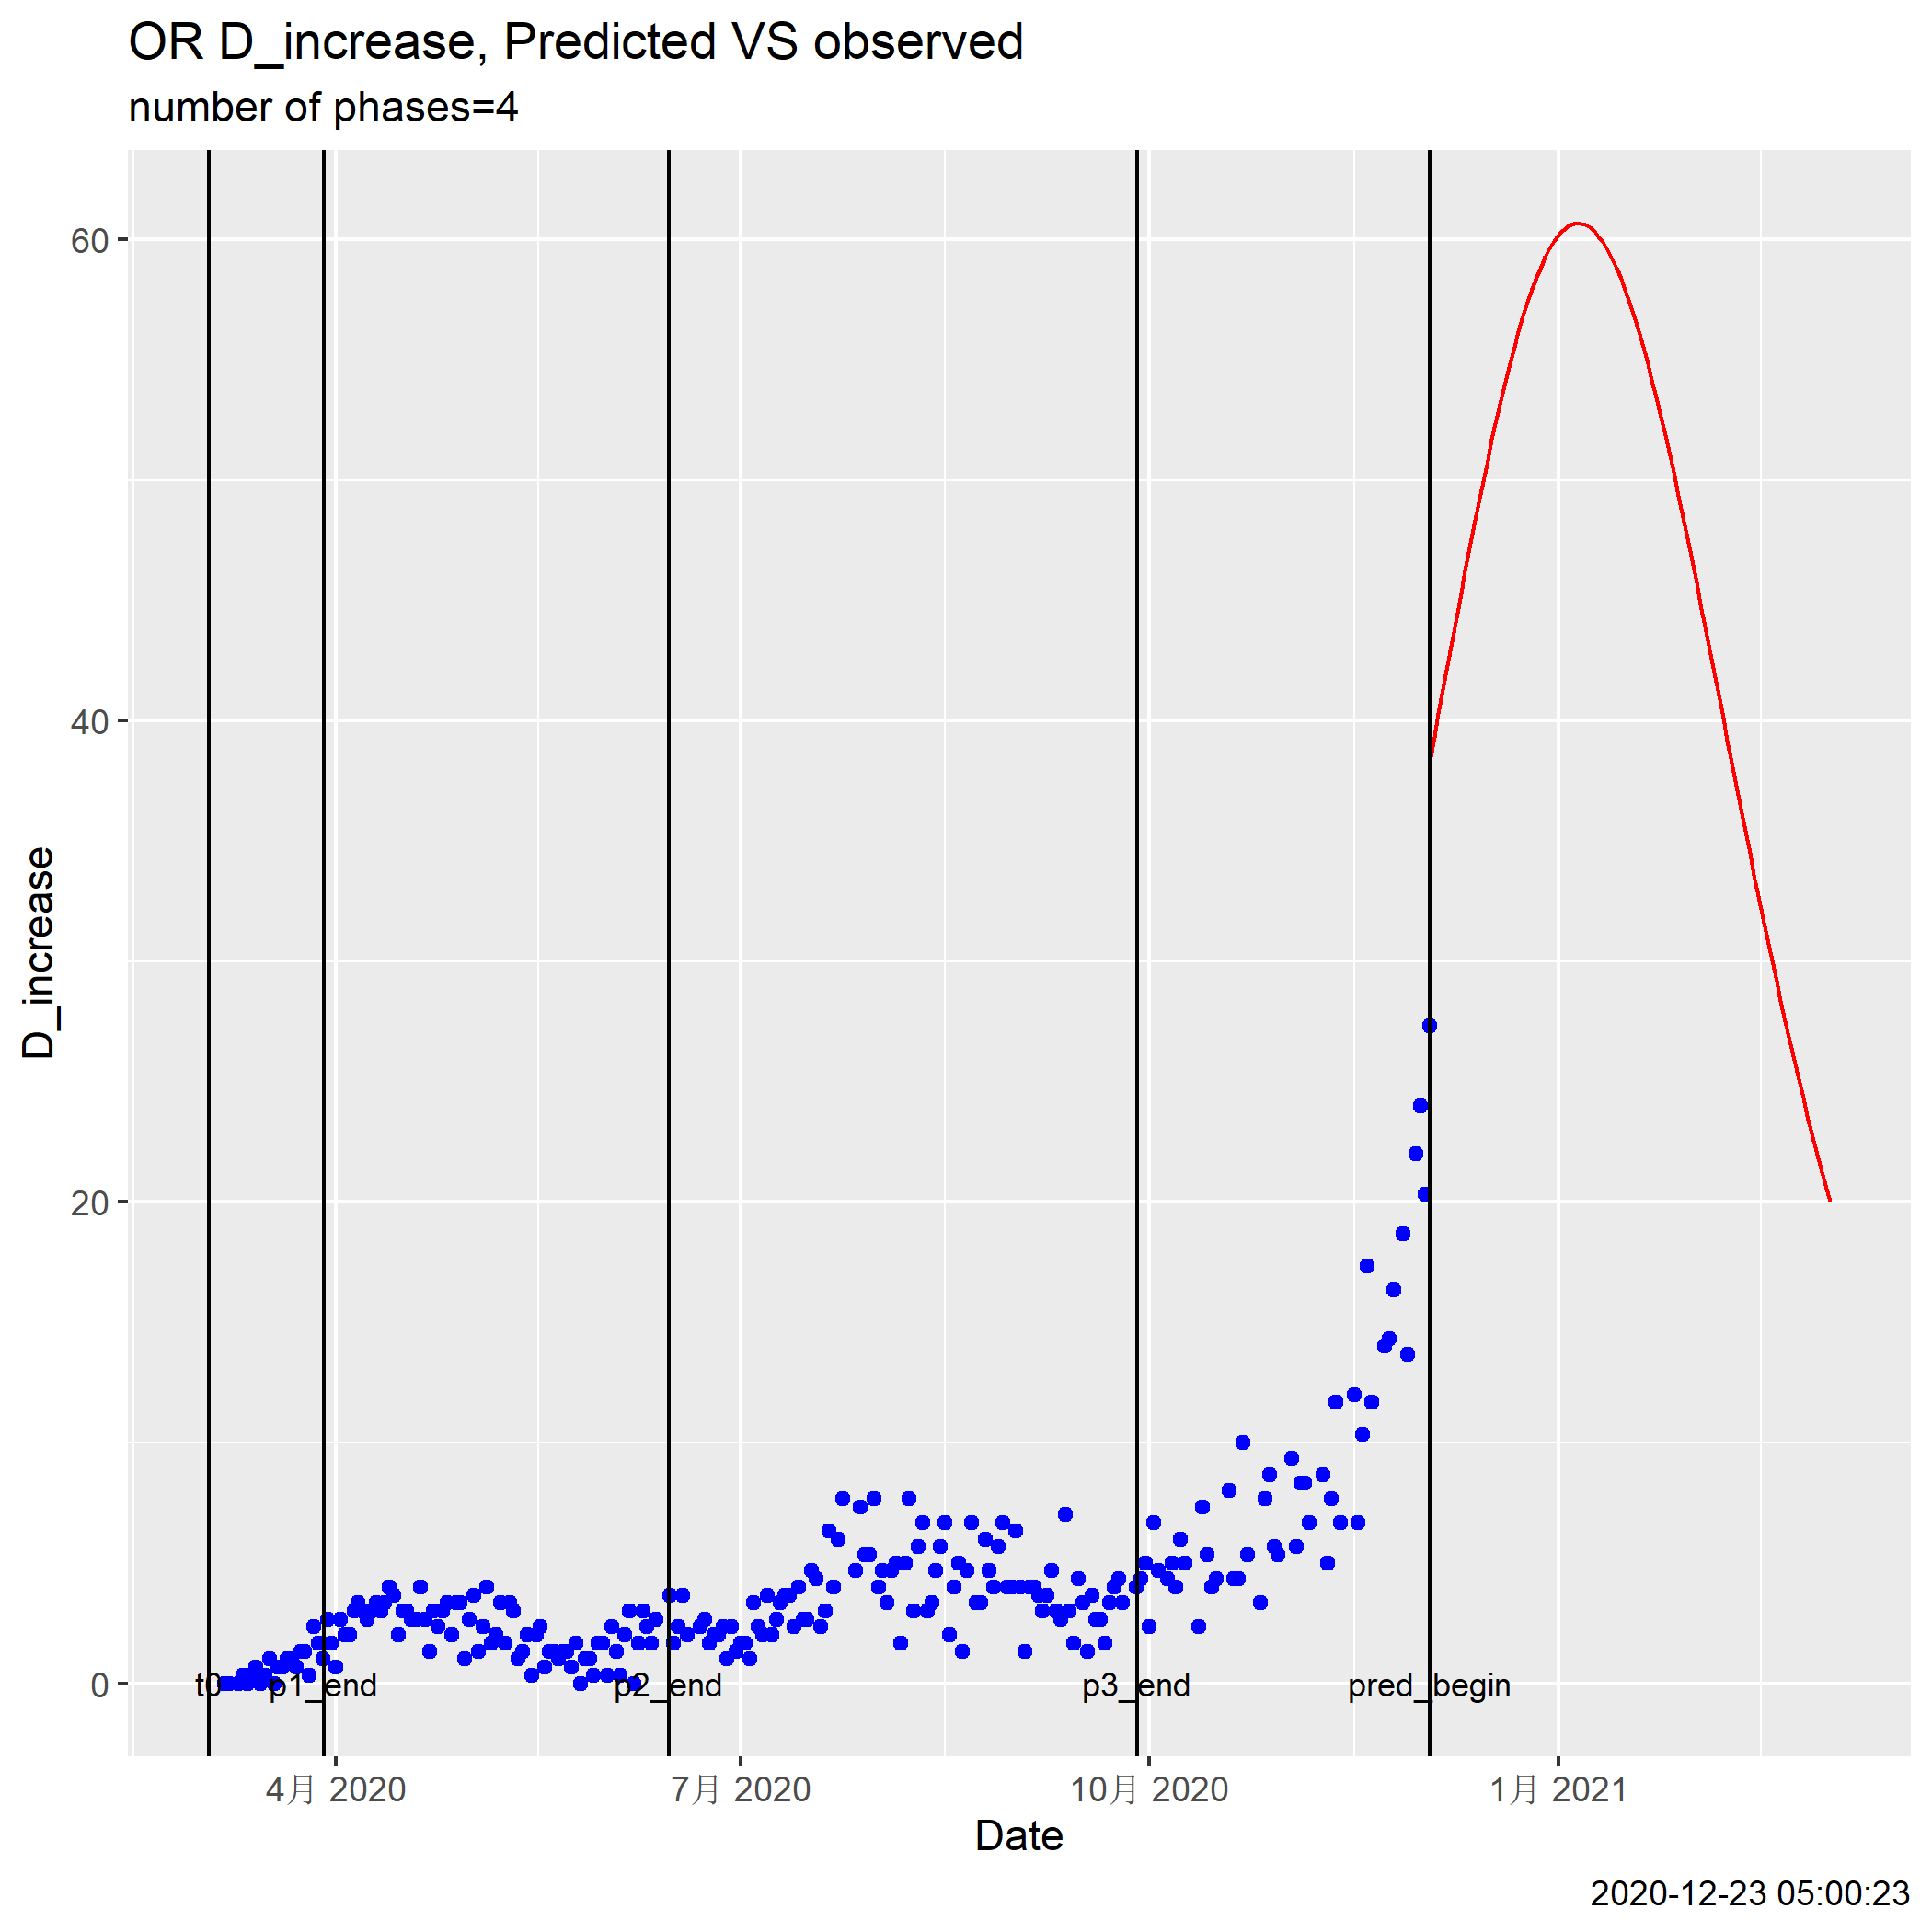 OR D_increase, Predicted VS observed
number of phases=4
60
40
20
0
D_increase
t0
p1_end
p2_end
p3_end
pred_begin
4月 2020
7月 2020
10月 2020
1月 2021
Date
2020-12-23 05:00:23